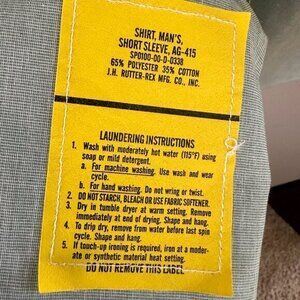 SHIRT, MAN'S,
SHORT SLEEVE, AG-415
SPO100-00-D-0338
65% POLYESTER 35% COTTON
J.H. RUTTER-REX MFG. CO., INC.
LAUNDERING INSTRUCTIONS
1. Wash with moderately hot water (115°F) using
soap or mild detergent.
a. For machine washing. Use wash and wear
cycle.
b. For hand washing. Do not wring or twist.
2. DO NOT STARCH, BLEACH OR USE FABRIC SOFTENER.
3. Dry in tumble dryer at warm setting. Remove
immediately at end of drying. Shape and hang.
4. To drip dry, remove from water before last spin
cycle. Shape and hang.
5. If touch-up ironing is required, iron at a moder-
ate or synthetic material heat setting.
DO NOT REMOVE THIS LABEL